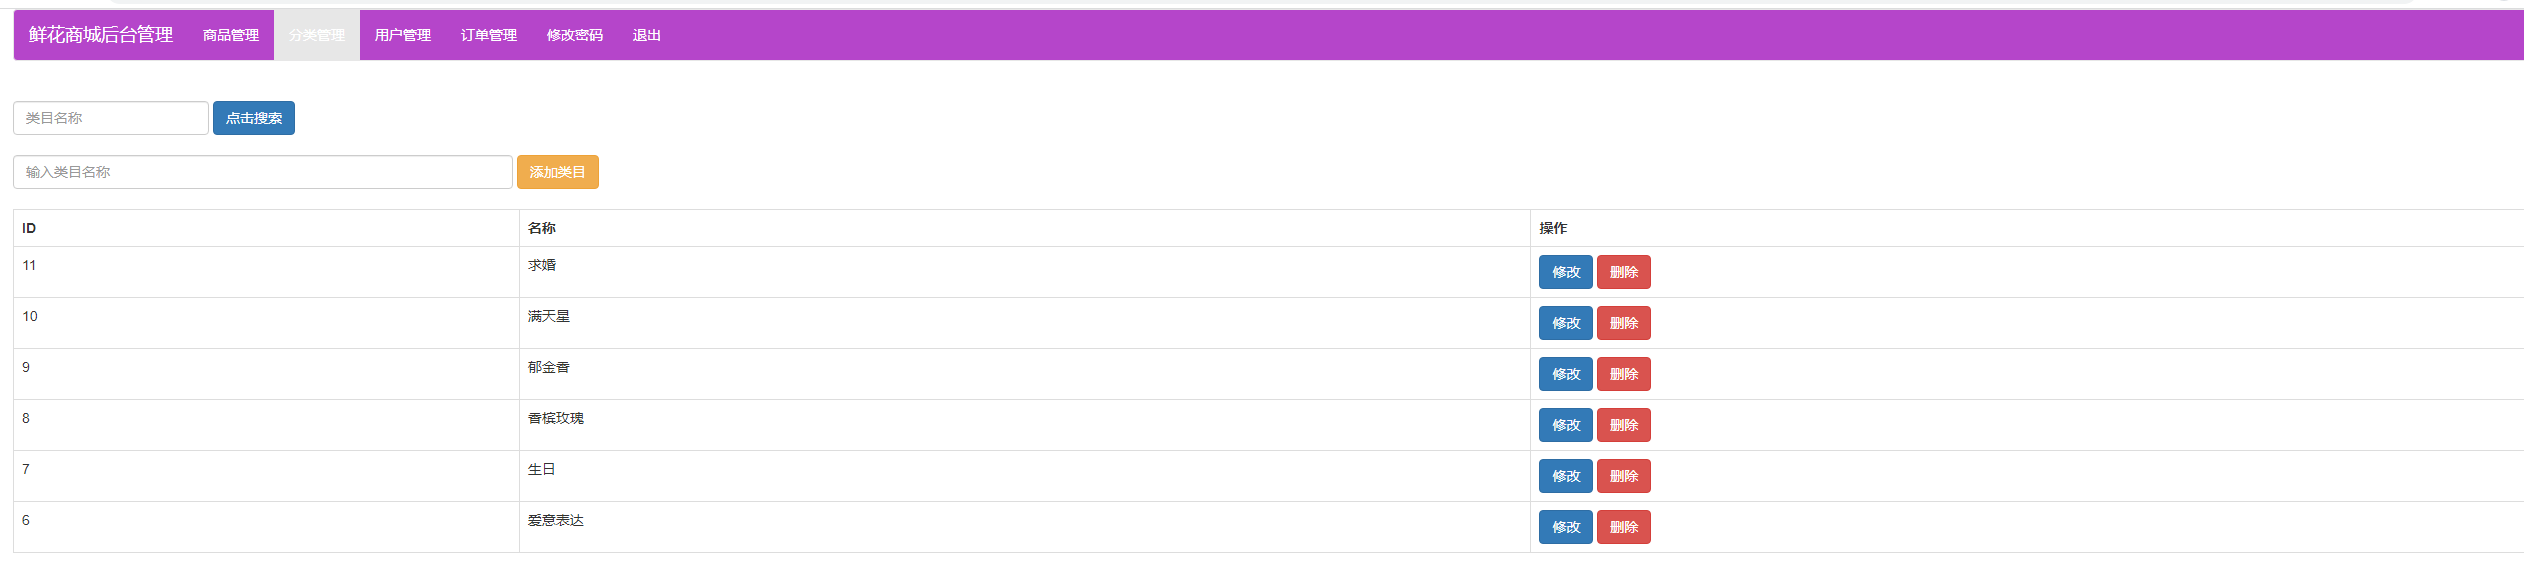 鲜花商城后台管理 商品管理 分类管理 用户管理 订单管理 修改密码 退出
类目名称 点击搜索
输入类目名称 添加类目
ID 名称 操作
11 求婚 修改 删除
10 满天星 修改 删除
9 郁金香 修改 删除
8 香槟玫瑰 修改 删除
7 生日 修改 删除
6 爱意表达 修改 删除